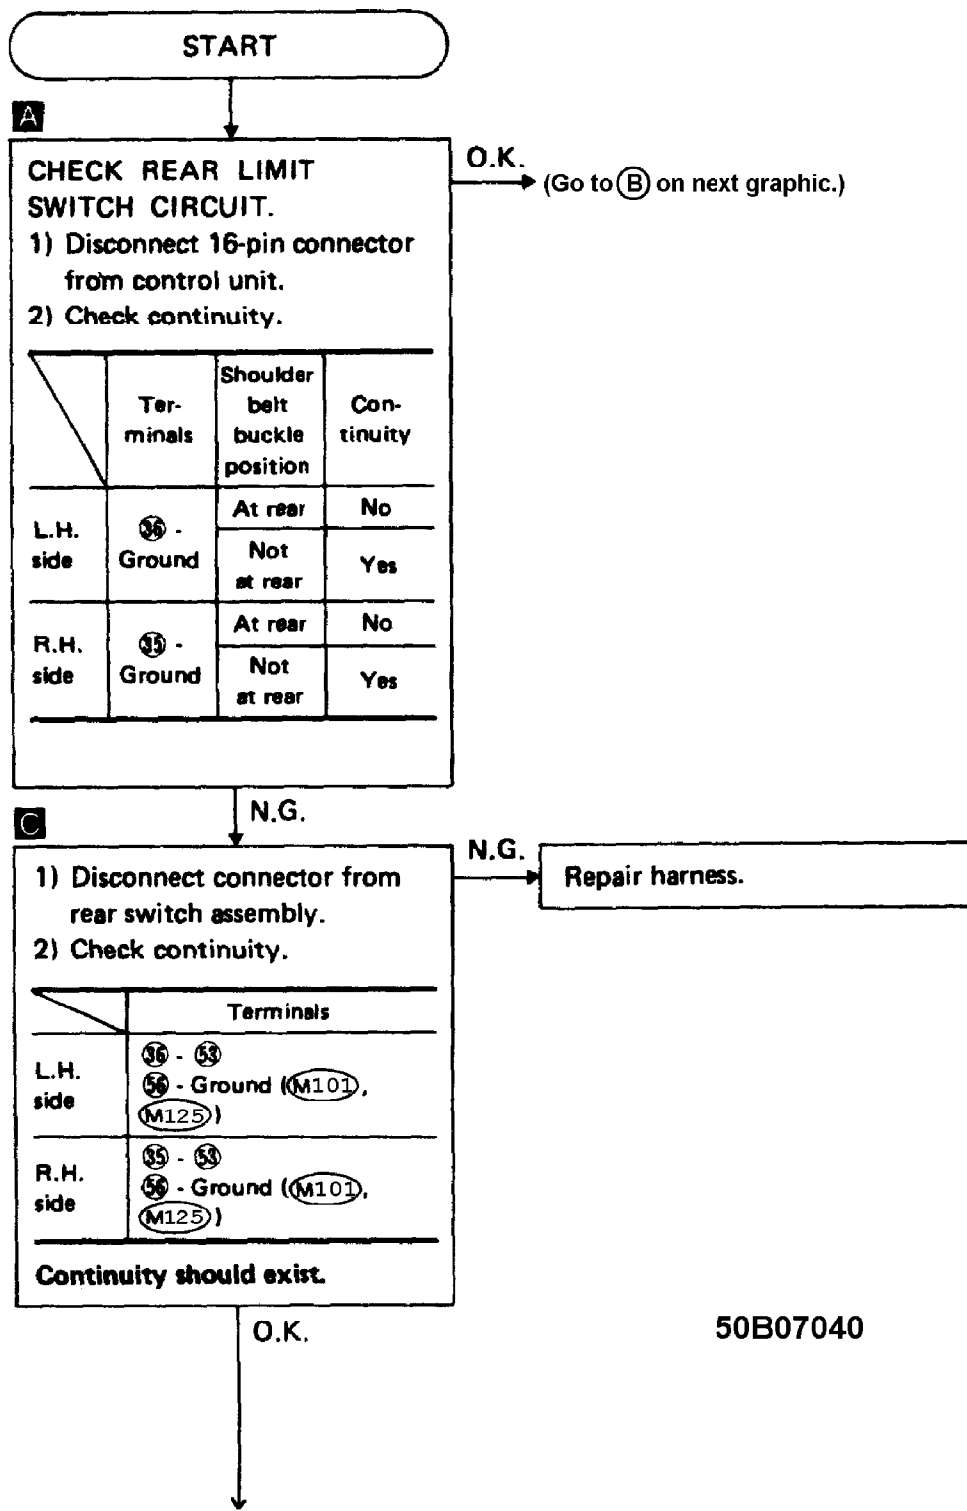 START
A
CHECK REAR LIMIT
SWITCH CIRCUIT.
1) Disconnect 16-pin connector
from control unit.
2) Check continuity.
O.K.
(Go to B on next graphic.)
Ter-
minals
Shoulder
belt
buckle
position
Con-
tinuity
L.H.
side
36 -
Ground
At rear
No
Not
at rear
Yes
R.H.
side
35 -
Ground
At rear
No
Not
at rear
Yes
N.G.
C
1) Disconnect connector from
rear switch assembly.
2) Check continuity.
N.G.
Repair harness.
Terminals
L.H.
side
36 - 53
56 - Ground (M101,
M125)
R.H.
side
35 - 53
56 - Ground (M101,
M125)
Continuity should exist.
O.K.
50B07040